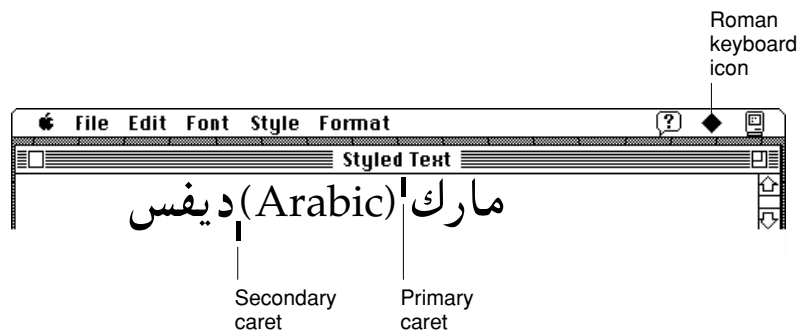 Roman
keyboard
icon
File Edit Font Style Format ?
Styled Text
مارك (Arabic)ديفس
Secondary
caret
Primary
caret